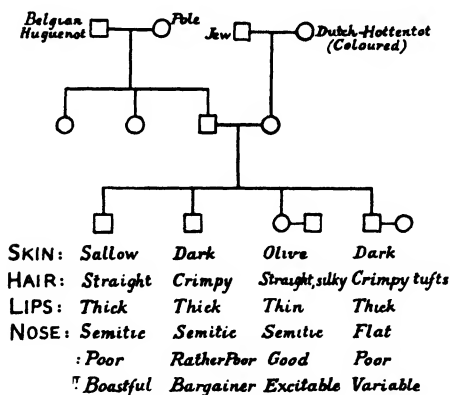 Belgian Huguenot
Pole
Jew
Dutch-Hottentot (Coloured)
SKIN: Sallow Dark Olive Dark
HAIR: Straight Crimpy Straight, silky Crimpy tufts
LIPS: Thick Thick Thin Thick
NOSE: Semitic Semitic Semitic Flat
: Poor Rather Poor Good Poor
Boastful Bargainer Excitable Variable